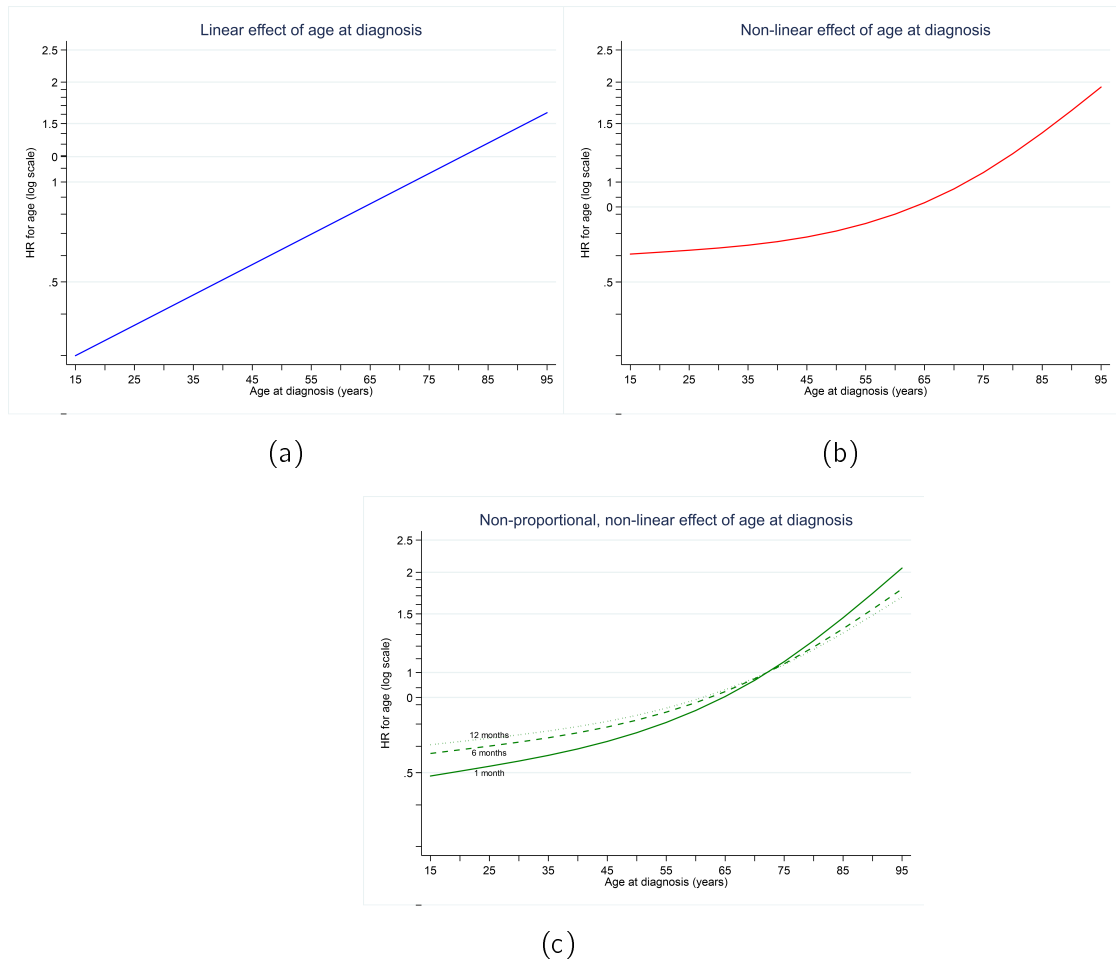 Linear effect of age at diagnosis
2.5
2
1.5
0
1
.5
HR for age (log scale)
15 25 35 45 55 65 75 85 95
Age at diagnosis (years)
(a)
Non-linear effect of age at diagnosis
2.5
2
1.5
1
0
.5
HR for age (log scale)
15 25 35 45 55 65 75 85 95
Age at diagnosis (years)
(b)
Non-proportional, non-linear effect of age at diagnosis
2.5
2
1.5
1
0
.5
HR for age (log scale)
12 months
6 months
1 month
15 25 35 45 55 65 75 85 95
Age at diagnosis (years)
(c)